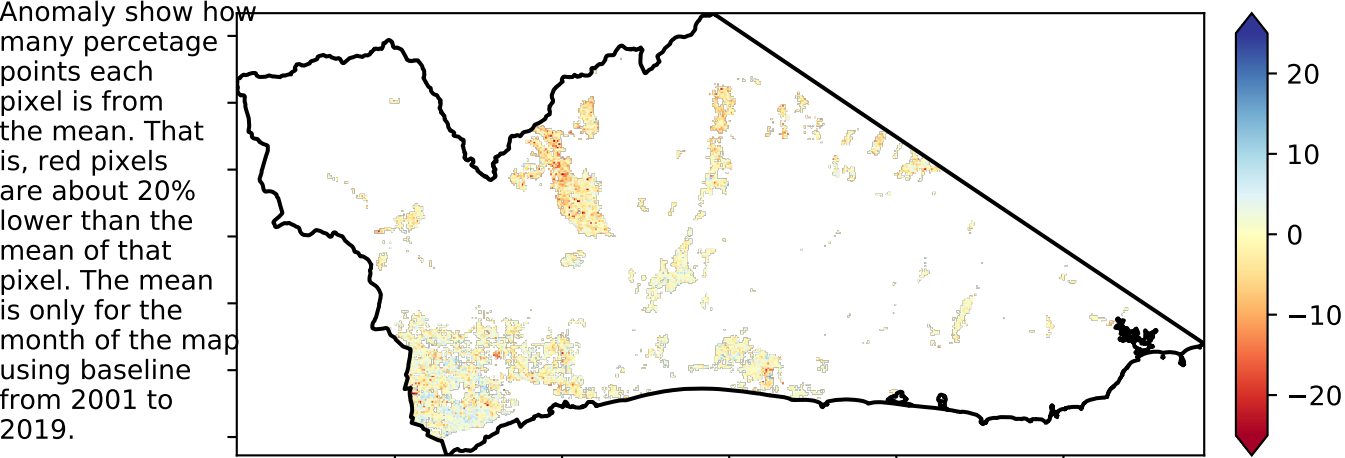 Anomaly show how
many percetage
points each
pixel is from
the mean. That
is, red pixels
are about 20%
lower than the
mean of that
pixel. The mean
is only for the
month of the map
using baseline
from 2001 to
2019.
20
10
0
−10
−20